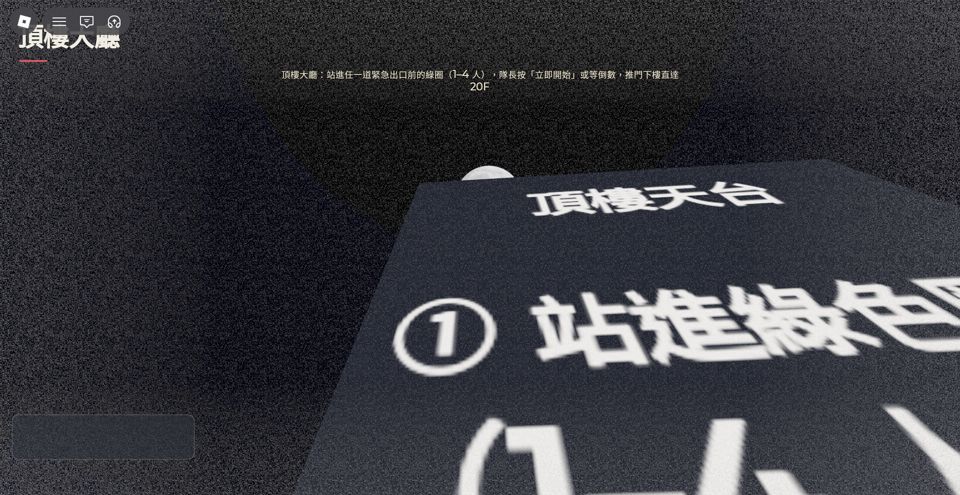 頂樓大廳
頂樓大廳：站進任一道緊急出口前的綠圈（1–4 人），隊長按「立即開始」或等倒數，推門下樓直達
20F
頂樓天台
① 站進綠色
(1–4